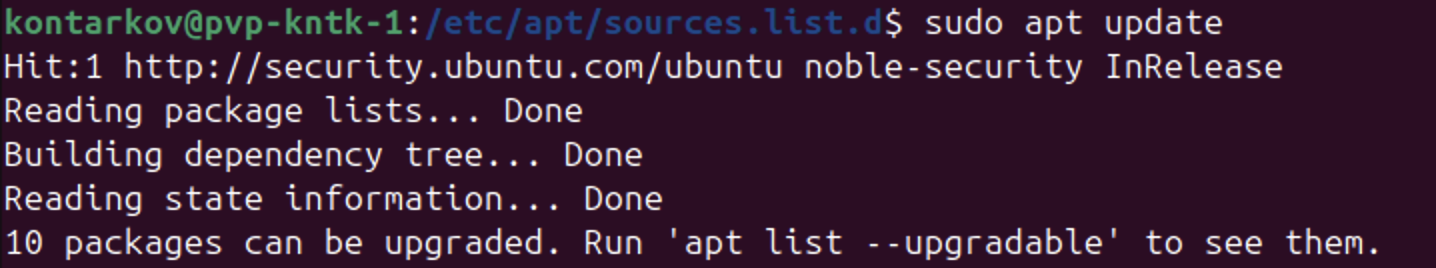 kontarkov@pvp-kntk-1:/etc/apt/sources.list.d$ sudo apt update
Hit:1 http://security.ubuntu.com/ubuntu noble-security InRelease
Reading package lists... Done
Building dependency tree... Done
Reading state information... Done
10 packages can be upgraded. Run 'apt list --upgradable' to see them.